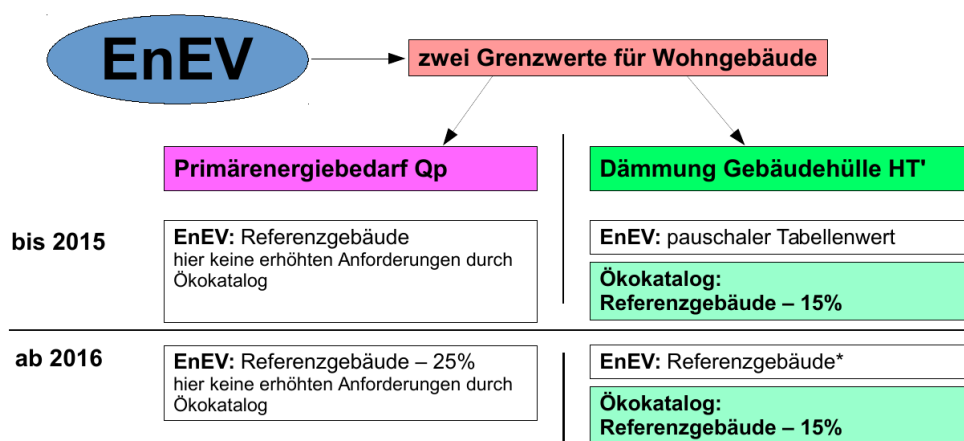 EnEV
zwei Grenzwerte für Wohngebäude
Primärenergiebedarf Qp
Dämmung Gebäudehülle HT'
bis 2015
EnEV: Referenzgebäude
hier keine erhöhten Anforderungen durch
Ökokatalog
EnEV: pauschaler Tabellenwert
Ökokatalog:
Referenzgebäude – 15%
ab 2016
EnEV: Referenzgebäude – 25%
hier keine erhöhten Anforderungen durch
Ökokatalog
EnEV: Referenzgebäude*
Ökokatalog:
Referenzgebäude – 15%